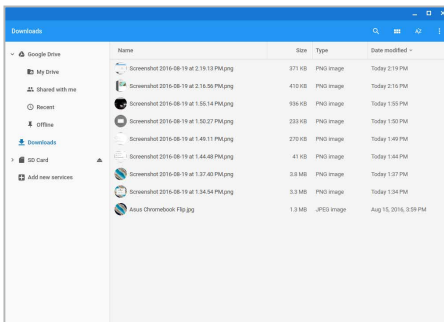 Downloads
AZ
Name Size Type Date modified
Google Drive
My Drive
Shared with me
Recent
Offline
Downloads
SD Card
Add new services
Screenshot 2016-08-19 at 2.19.13 PM.png 371 KB PNG image Today 2:19 PM
Screenshot 2016-08-19 at 2.16.56 PM.png 410 KB PNG image Today 2:16 PM
Screenshot 2016-08-19 at 1.55.14 PM.png 936 KB PNG image Today 1:55 PM
Screenshot 2016-08-19 at 1.50.27 PM.png 233 KB PNG image Today 1:50 PM
Screenshot 2016-08-19 at 1.49.11 PM.png 270 KB PNG image Today 1:49 PM
Screenshot 2016-08-19 at 1.44.48 PM.png 41 KB PNG image Today 1:44 PM
Screenshot 2016-08-19 at 1.37.40 PM.png 3.8 MB PNG image Today 1:37 PM
Screenshot 2016-08-19 at 1.34.54 PM.png 3.3 MB PNG image Today 1:34 PM
Asus Chromebook Flip.jpg 1.3 MB JPEG image Aug 15, 2016, 3:59 PM